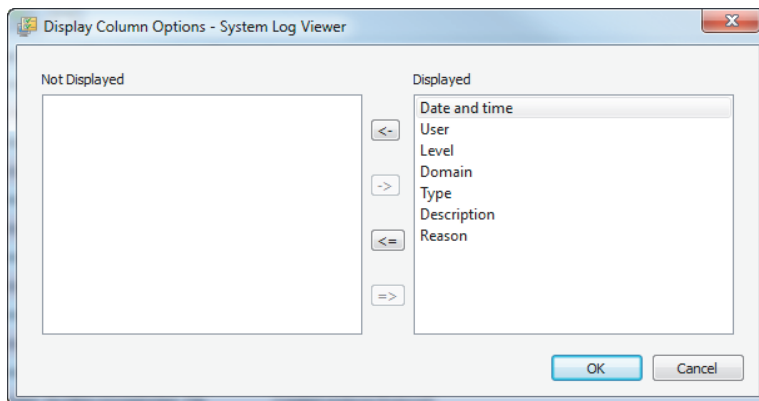 Display Column Options - System Log Viewer
Not Displayed
Displayed
Date and time
User
Level
Domain
Type
Description
Reason
<-
->
<=
=>
OK
Cancel